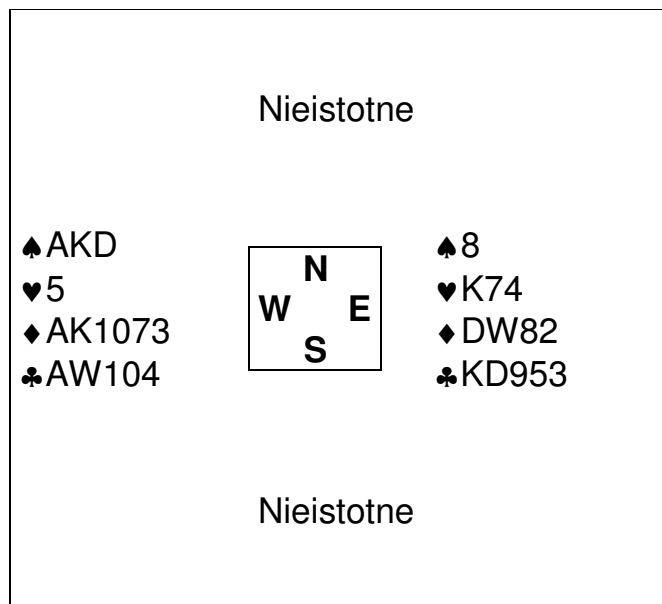 Nieistotne
♠AKD
♥5
♦AK1073
♣AW104
N
W E
S
♠8
♥K74
♦DW82
♣KD953
Nieistotne